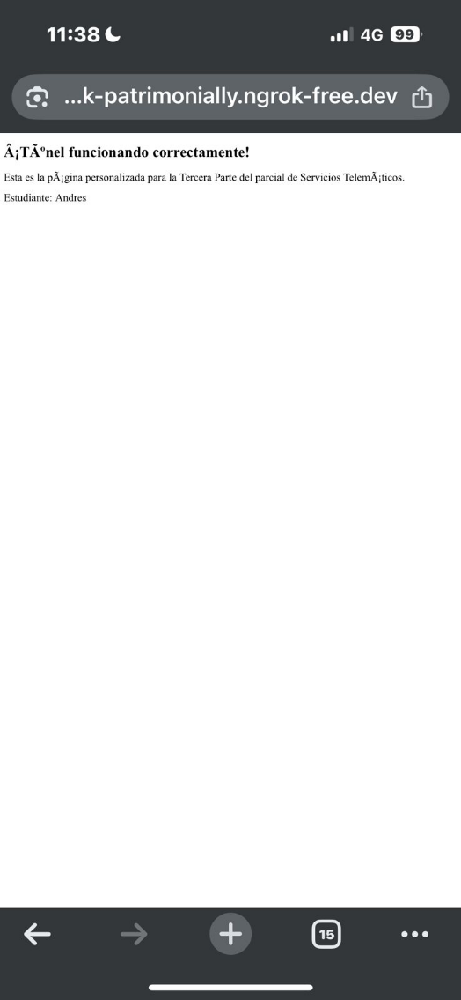 11:38
4G 99
...k-patrimonially.ngrok-free.dev
Â¡TÃºnel funcionando correctamente!
Esta es la pÃ¡gina personalizada para la Tercera Parte del parcial de Servicios TelemÃ¡ticos.
Estudiante: Andres
15